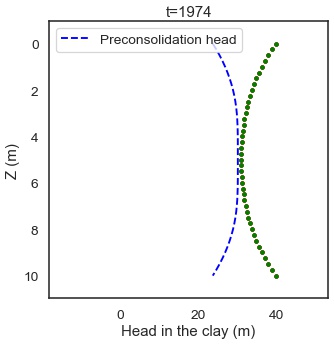 t=1974
Preconsolidation head
0
2
4
6
8
10
Z (m)
0
20
40
Head in the clay (m)